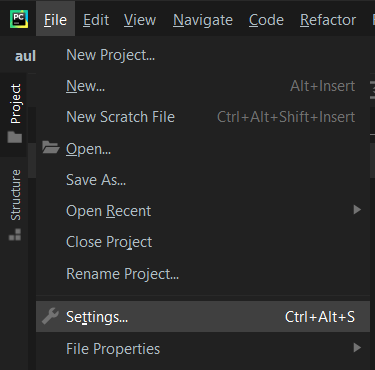 PC File Edit View Navigate Code Refactor
aul
New Project...
New... Alt+Insert
New Scratch File Ctrl+Alt+Shift+Insert
Open...
Save As...
Open Recent
Close Project
Rename Project...
Settings... Ctrl+Alt+S
File Properties
Project
Structure